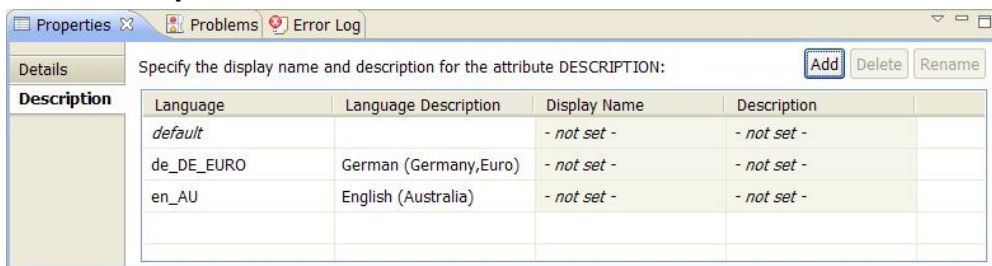 Properties Problems Error Log
Details Specify the display name and description for the attribute DESCRIPTION: Add Delete Rename
Description Language Language Description Display Name Description
default - not set - - not set -
de_DE_EURO German (Germany,Euro) - not set - - not set -
en_AU English (Australia) - not set - - not set -